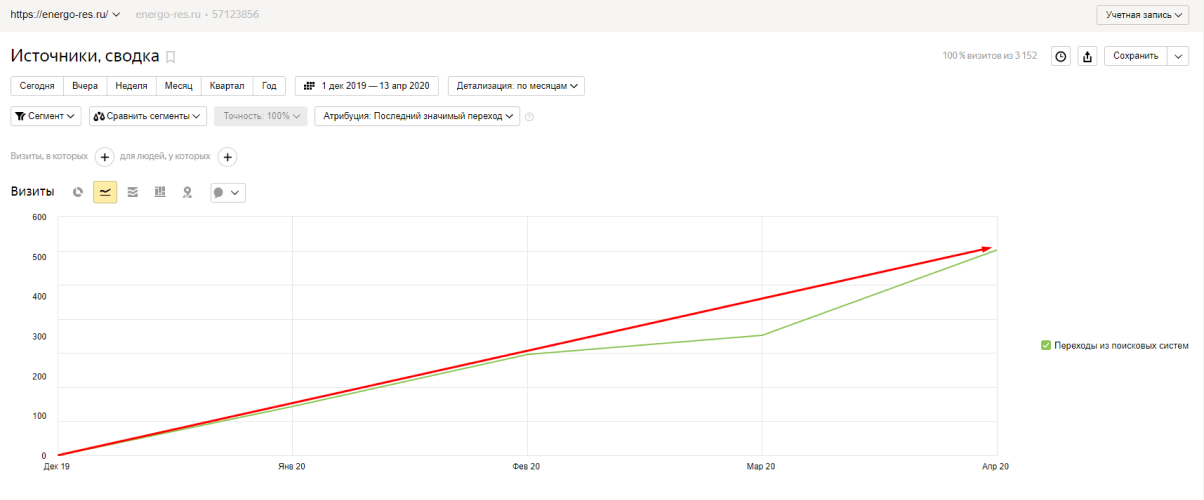 https://energo-res.ru/ energo-res.ru • 57123856 Учетная запись
Источники, сводка 100 % визитов из 3 152 Сохранить
Сегодня Вчера Неделя Месяц Квартал Год 1 дек 2019 — 13 апр 2020 Детализация: по месяцам
Сегмент Сравнить сегменты Точность: 100% Атрибуция: Последний значимый переход ?
Визиты, в которых + для людей, у которых +
Визиты
600
500
400
300
200
100
0
Переходы из поисковых систем
Дек 19 Янв 20 Фев 20 Мар 20 Апр 20